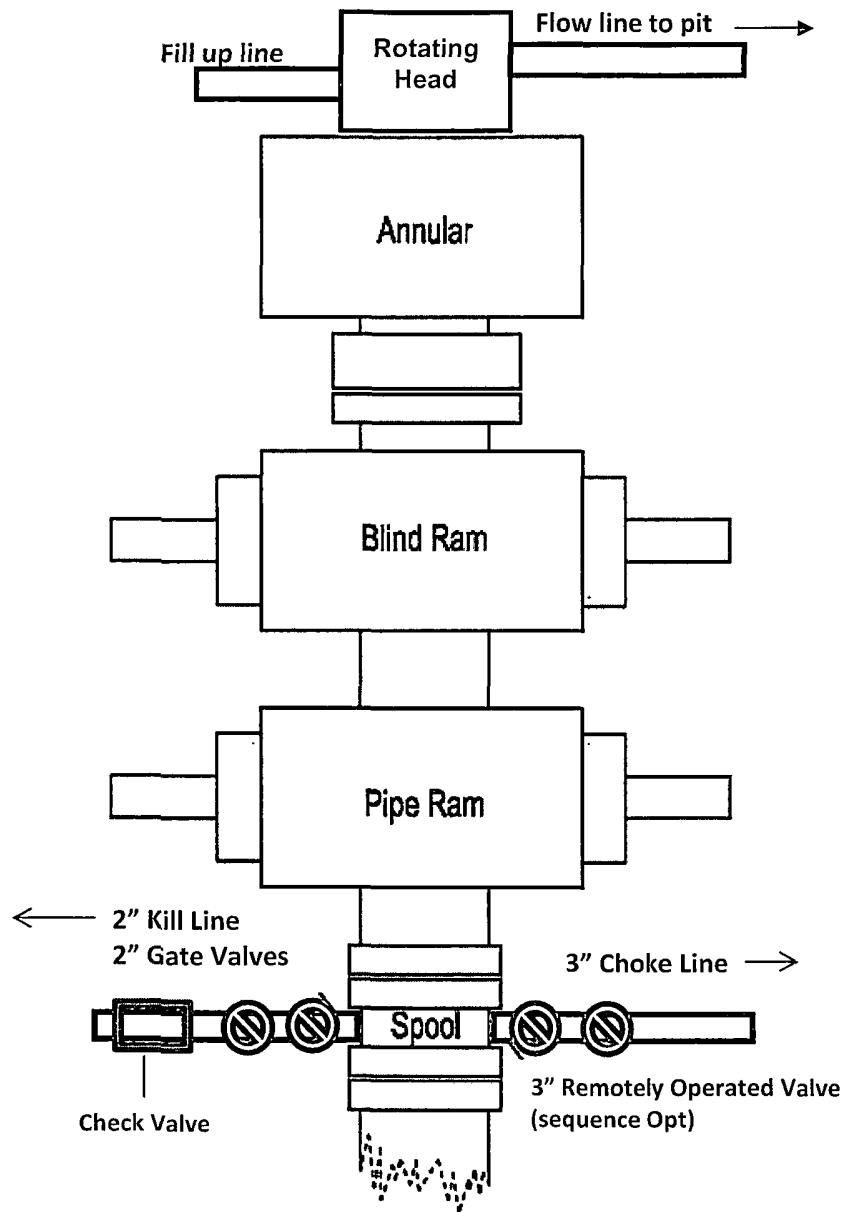 Flow line to pit
Fill up line
Rotating
Head
Annular
Blind Ram
Pipe Ram
2” Kill Line
2” Gate Valves
3” Choke Line
Spool
3” Remotely Operated Valve
(sequence Opt)
Check Valve